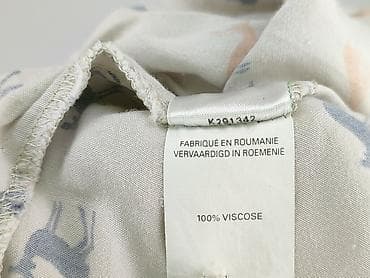 K291342
FABRIQUÉ EN ROUMANIE
VERVAARDIGD IN ROEMENIE
100% VISCOSE